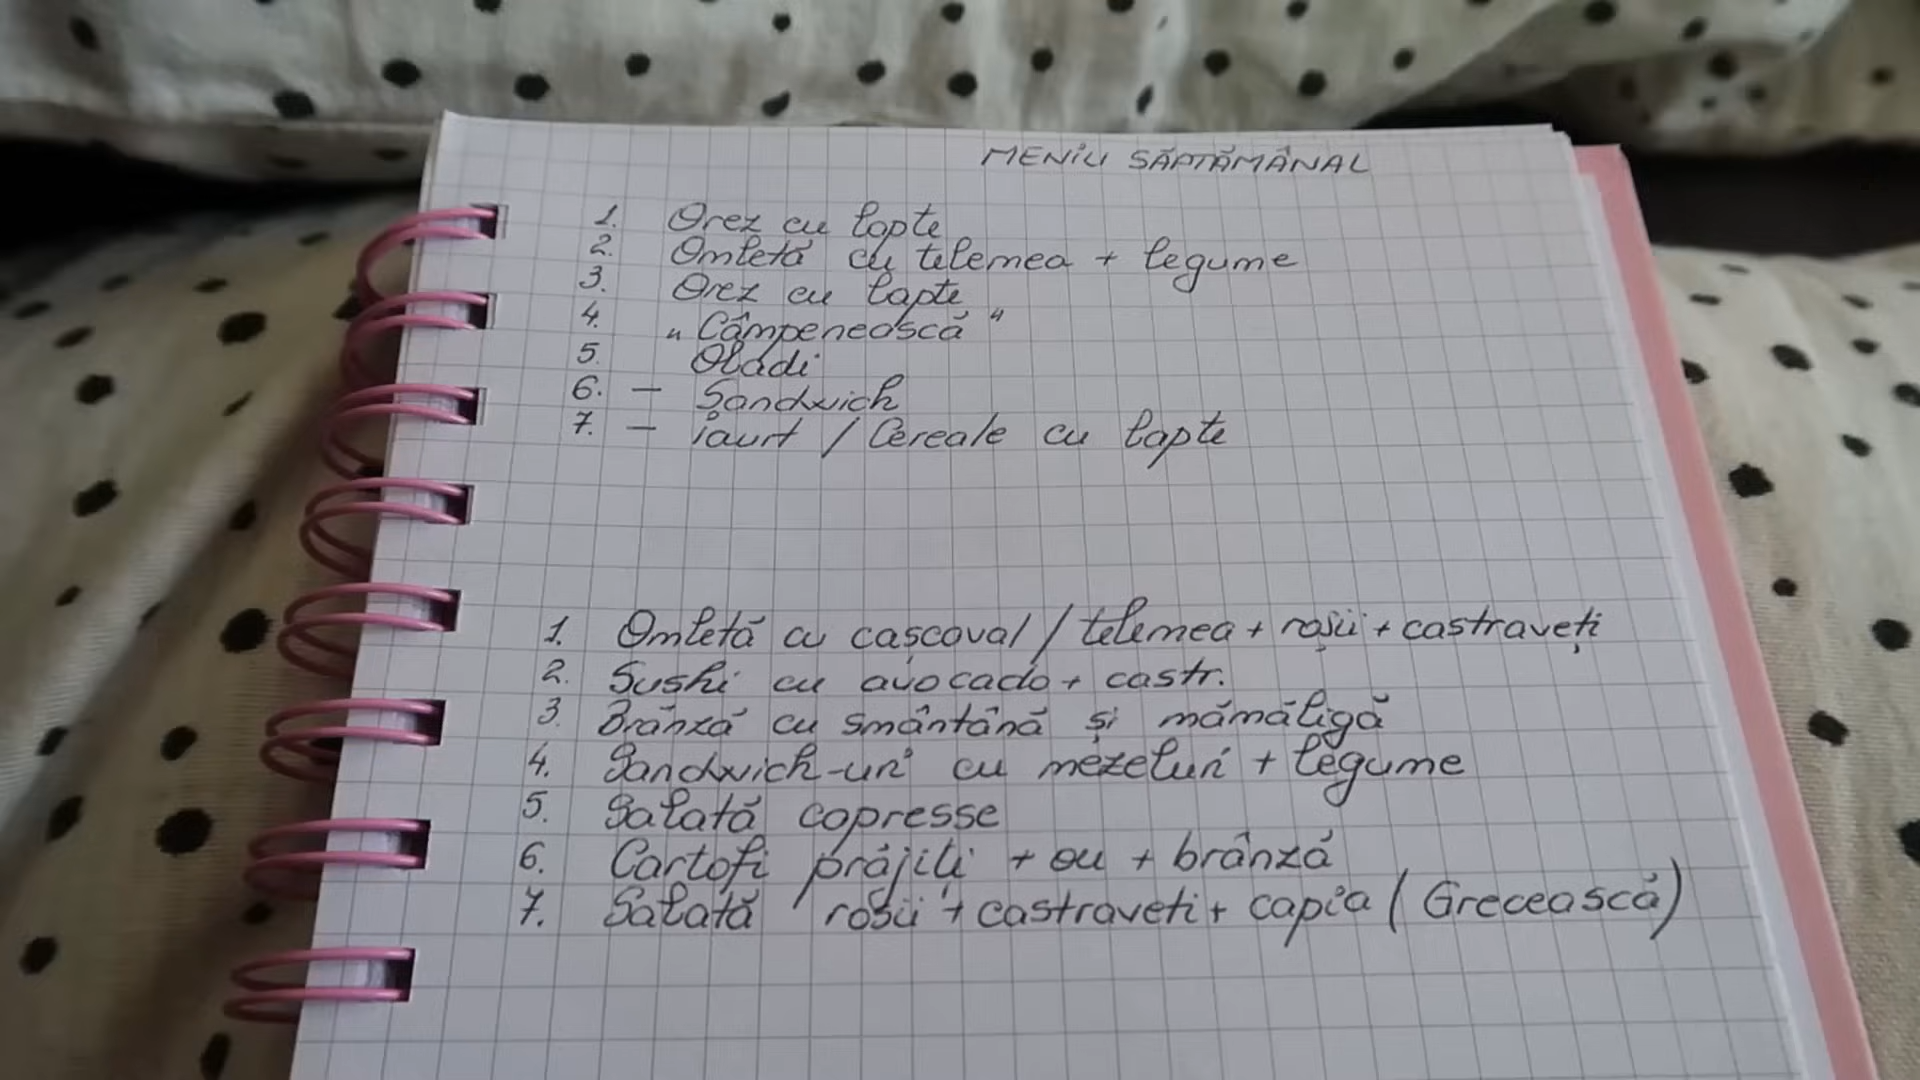 MENIU SĂPTĂMÂNAL
1. Orez cu lapte
2. Omletă cu telemea + legume
3. Orez cu lapte
4. „Câmpenească"
5. Oladi
6. — Sandwich
7. — iaurt / Cereale cu lapte
1. Omletă cu cașcaval / telemea + roșii + castraveți
2. Sushi cu avocado + castr.
3. Brânză cu smântână și mămăligă
4. Sandwich-uri cu mezeluri + legume
5. Salată copresse
6. Cartofi prăjiți + ou + brânză
7. Salată roșii + castraveti + capia (Grecească)